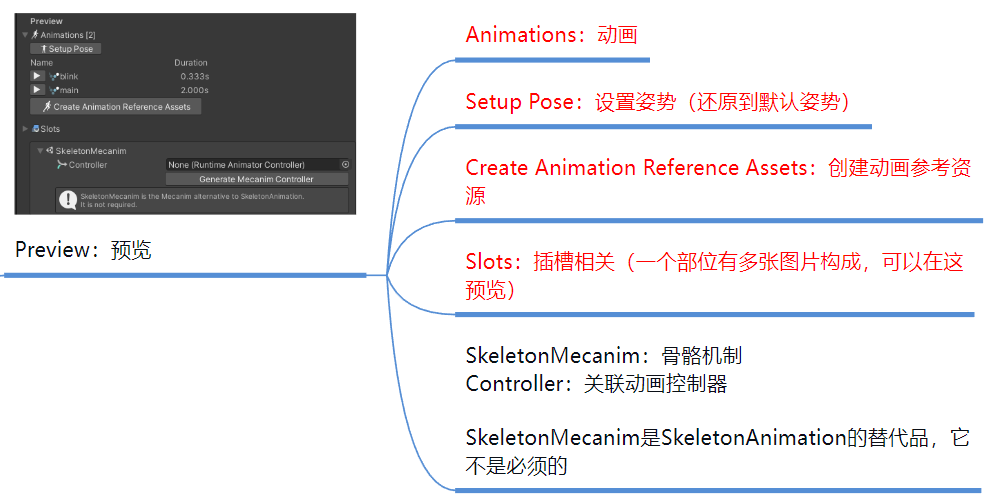 Preview
Animations [2]
Setup Pose
Name Duration
blink 0.333s
main 2.000s
Create Animation Reference Assets
Slots
SkeletonMecanim
Controller None (Runtime Animator Controller)
Generate Mecanim Controller
SkeletonMecanim is the Mecanim alternative to SkeletonAnimation.
It is not required.
Preview：预览
Animations：动画
Setup Pose：设置姿势（还原到默认姿势）
Create Animation Reference Assets：创建动画参考资
源
Slots：插槽相关（一个部位有多张图片构成，可以在这
预览）
SkeletonMecanim：骨骼机制
Controller：关联动画控制器
SkeletonMecanim是SkeletonAnimation的替代品，它
不是必须的